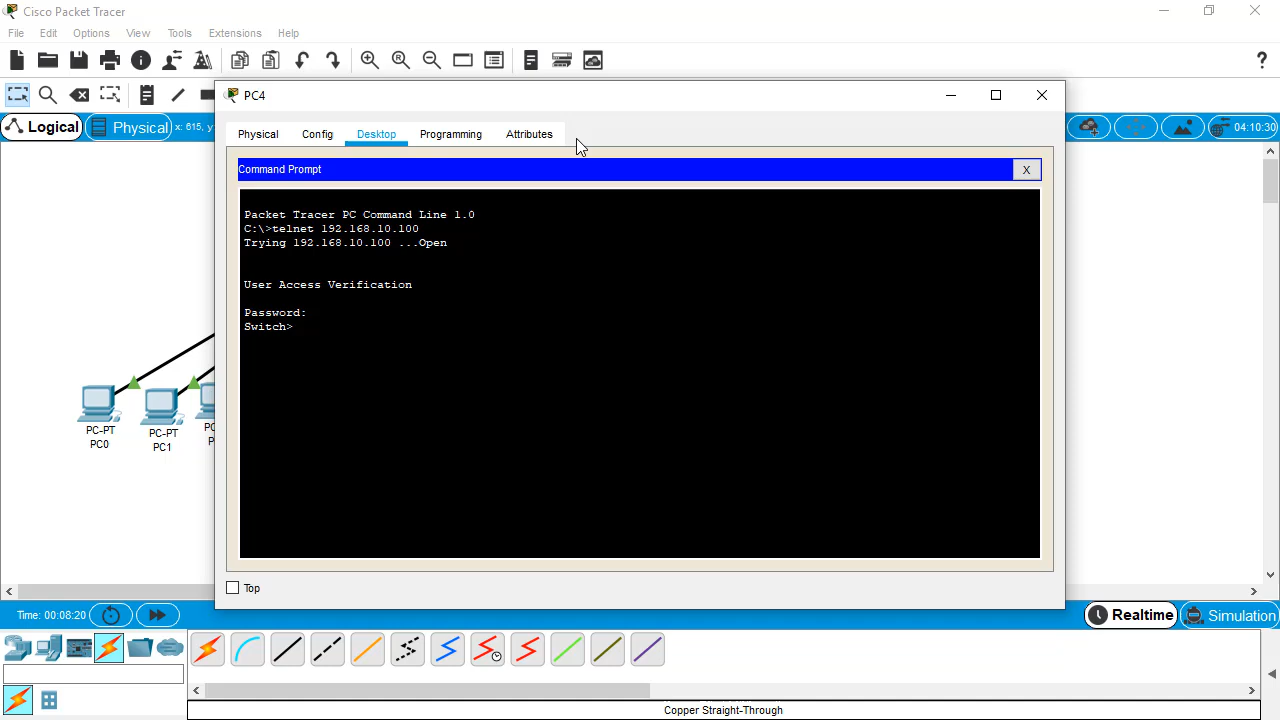 Cisco Packet Tracer
File Edit Options View Tools Extensions Help
PC4
Logical
Physical
x: 615, y
04:10:30
Physical Config Desktop Programming Attributes
Command Prompt
X
Packet Tracer PC Command Line 1.0
C:\>telnet 192.168.10.100
Trying 192.168.10.100 ...Open
User Access Verification
Password:
Switch>
PC-PT
PC0
PC-PT
PC1
Top
Time: 00:08:20
Realtime
Simulation
Copper Straight-Through